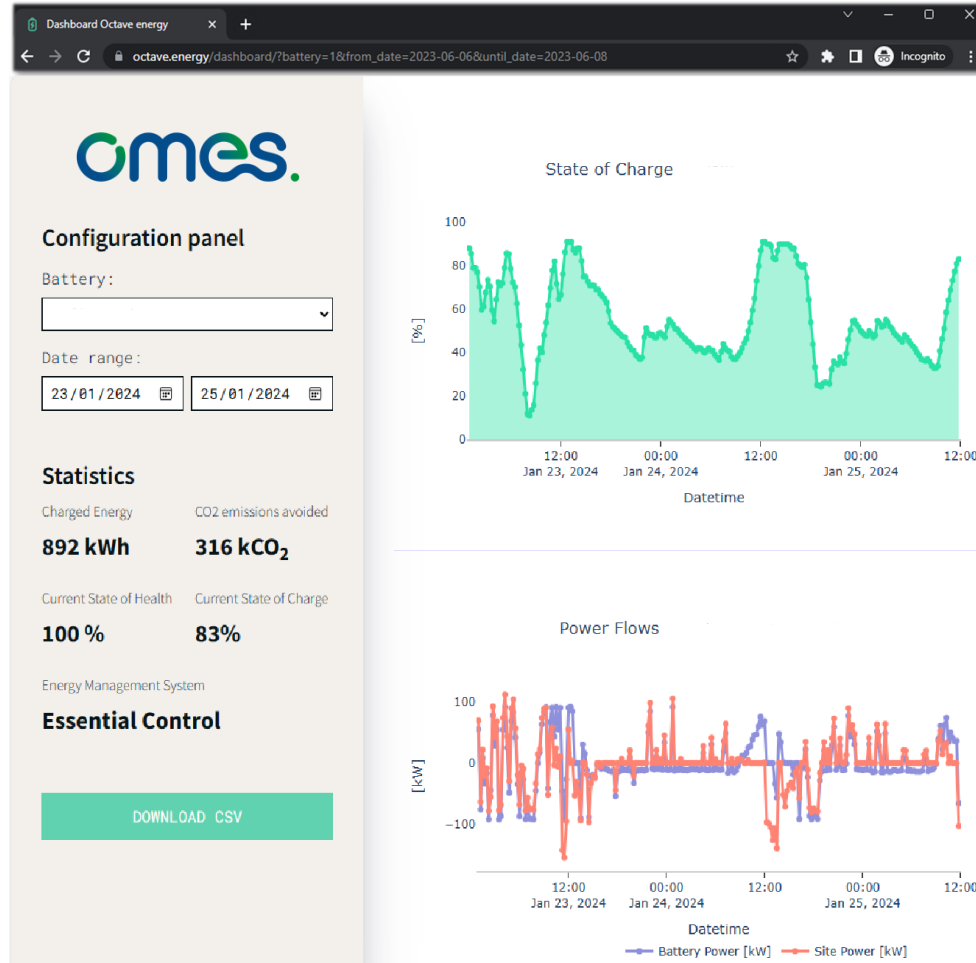 Dashboard Octave energy
octave.energy/dashboard/?battery=1&from_date=2023-06-06&until_date=2023-06-08
Incognito
omes.
Configuration panel
Battery:
Date range:
23/01/2024
25/01/2024
Statistics
Charged Energy
CO2 emissions avoided
892 kWh
316 kCO₂
Current State of Health
Current State of Charge
100 %
83%
Energy Management System
Essential Control
DOWNLOAD CSV
State of Charge
100
80
60
40
20
0
[%]
12:00 00:00 12:00 00:00 12:00
Jan 23, 2024 Jan 24, 2024 Jan 25, 2024
Datetime
Power Flows
100
0
−100
[kW]
12:00 00:00 12:00 00:00 12:00
Jan 23, 2024 Jan 24, 2024 Jan 25, 2024
Datetime
Battery Power [kW] Site Power [kW]